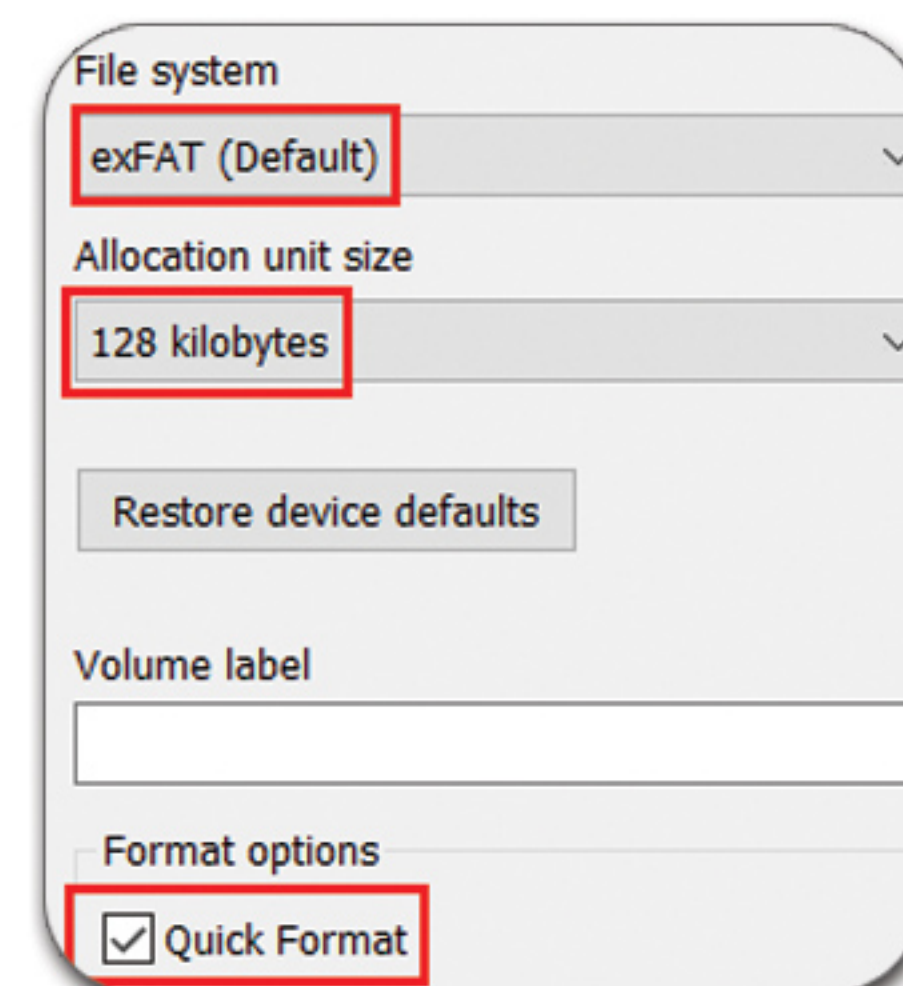 File system
exFAT (Default)
Allocation unit size
128 kilobytes
Restore device defaults
Volume label
Format options
Quick Format